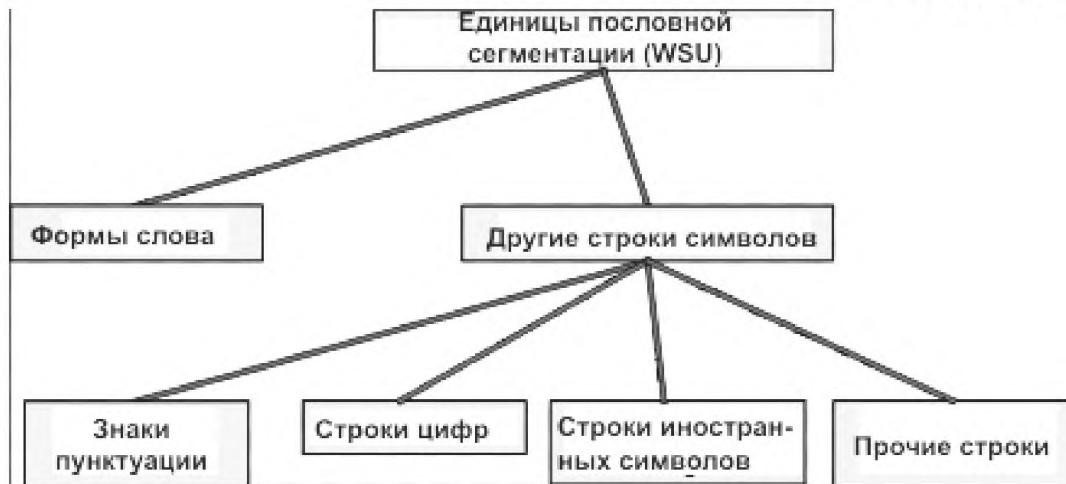 Единицы пословной
сегментации (WSU)
Формы слова
Другие строки символов
Знаки
пунктуации
Строки цифр
Строки иностран-
ных символов
Прочие строки